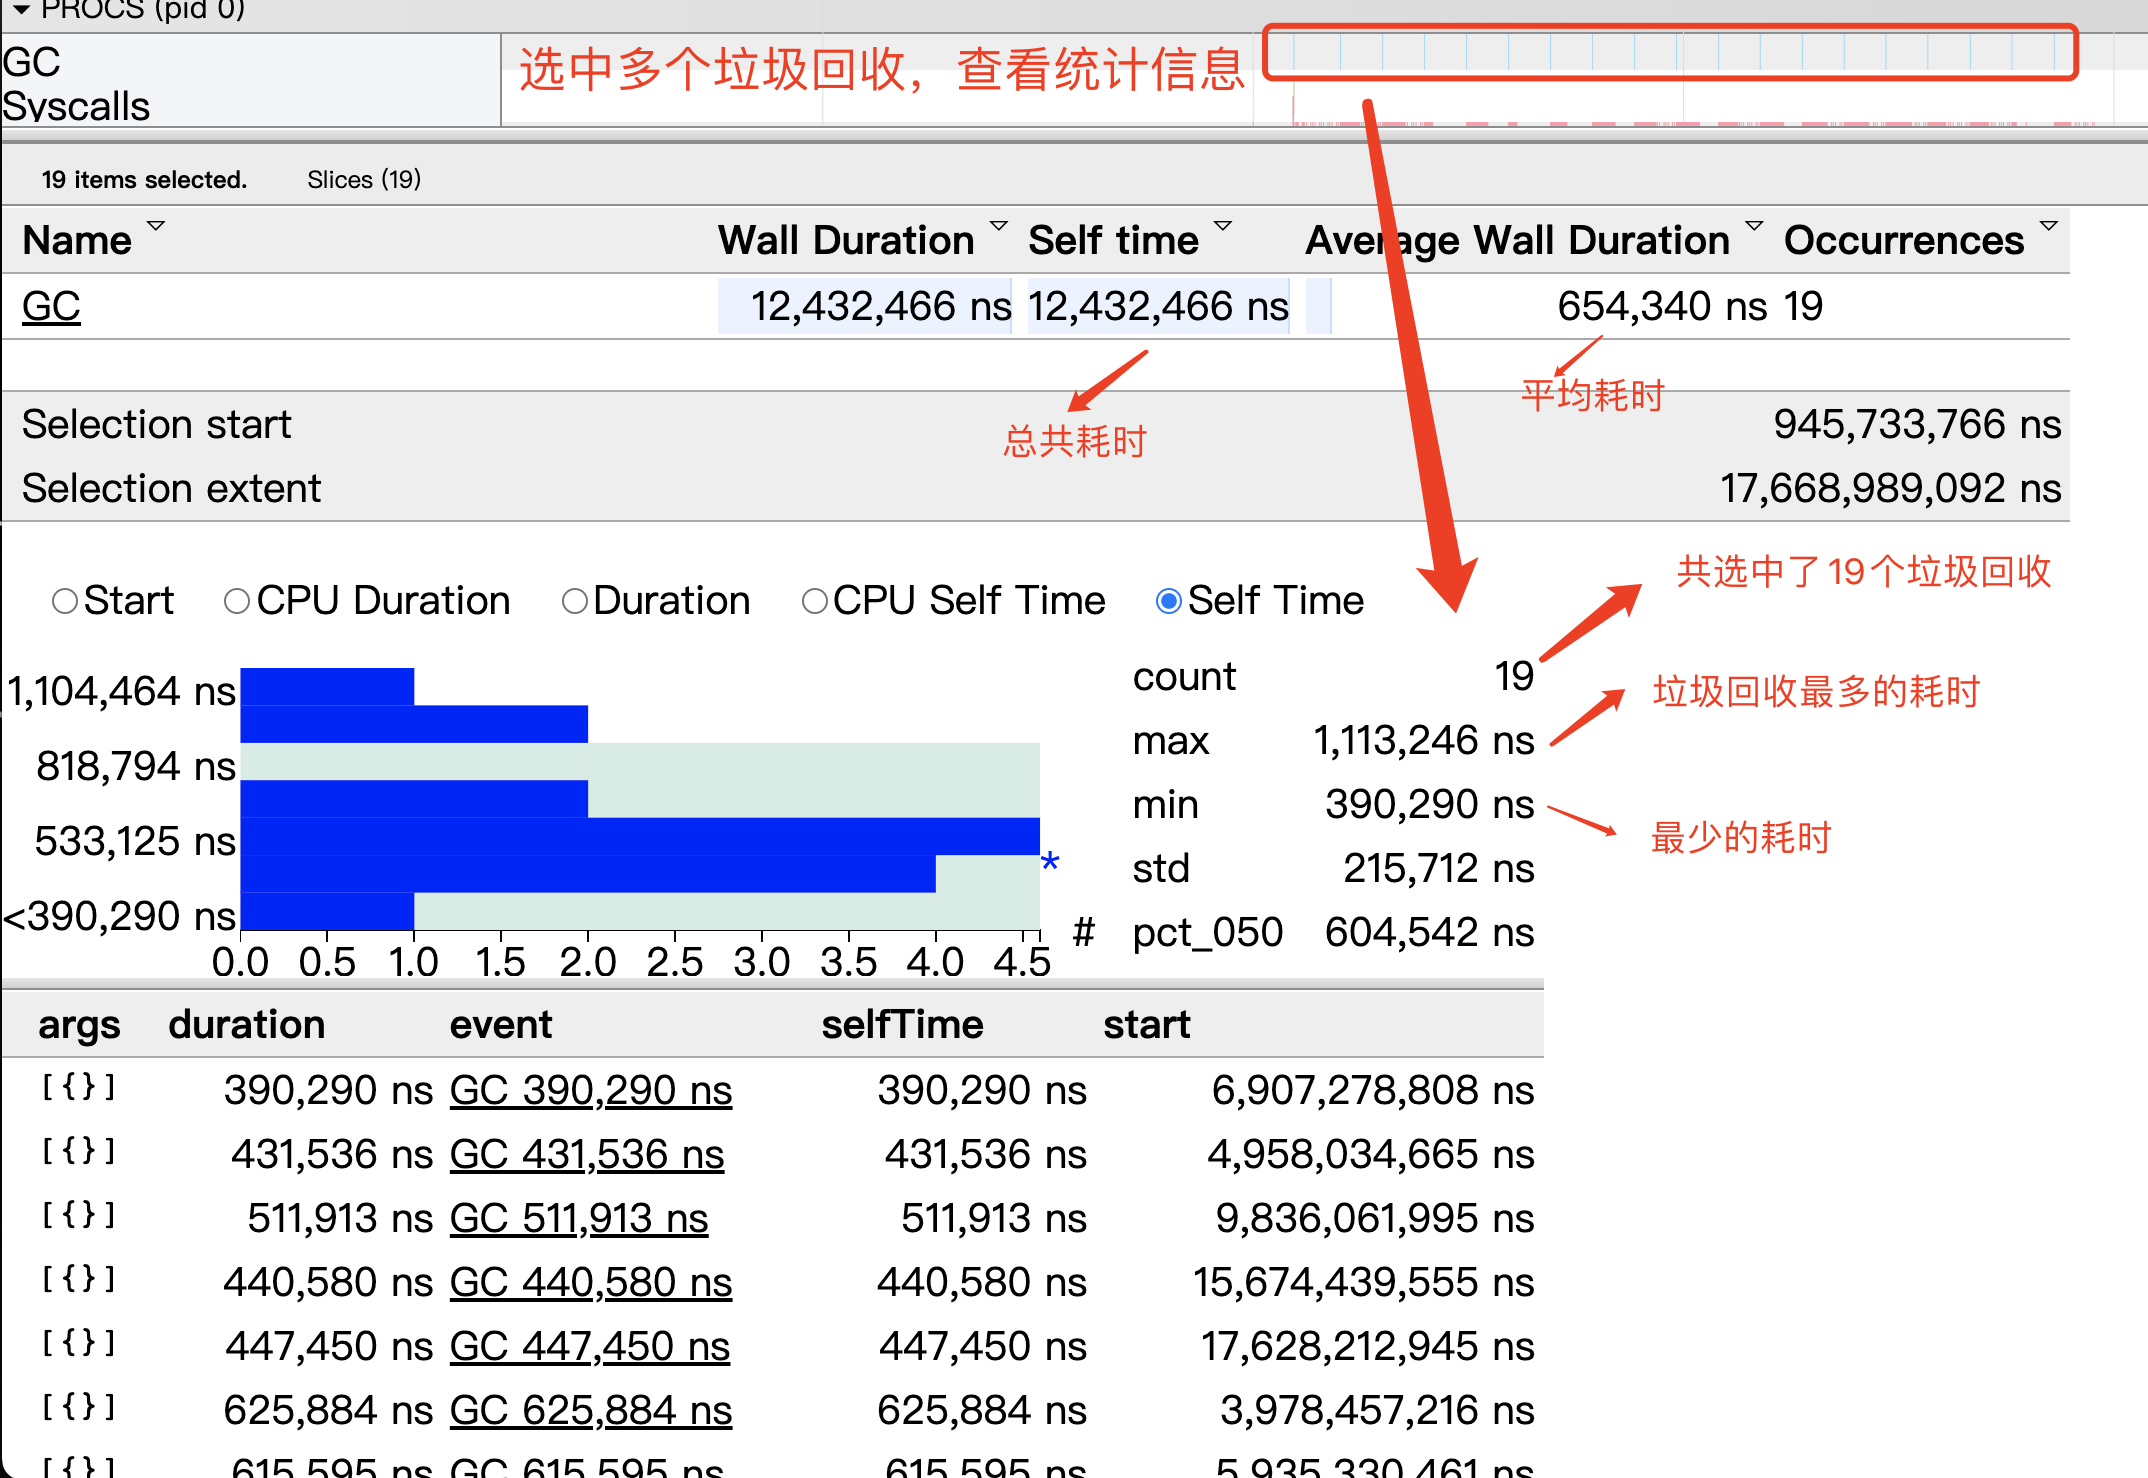 PROCS (pid 0)
GC
选中多个垃圾回收，查看统计信息
Syscalls
19 items selected. Slices (19)
Name Wall Duration Self time Average Wall Duration Occurrences
GC 12,432,466 ns 12,432,466 ns 654,340 ns 19
平均耗时
总共耗时
Selection start 945,733,766 ns
Selection extent 17,668,989,092 ns
共选中了19个垃圾回收
Start CPU Duration Duration CPU Self Time Self Time
count 19
垃圾回收最多的耗时
max 1,113,246 ns
min 390,290 ns
最少的耗时
std 215,712 ns
pct_050 604,542 ns
1,104,464 ns
818,794 ns
533,125 ns
*
<390,290 ns
#
0.0 0.5 1.0 1.5 2.0 2.5 3.0 3.5 4.0 4.5
args duration event selfTime start
[{}] 390,290 ns GC 390,290 ns 390,290 ns 6,907,278,808 ns
[{}] 431,536 ns GC 431,536 ns 431,536 ns 4,958,034,665 ns
[{}] 511,913 ns GC 511,913 ns 511,913 ns 9,836,061,995 ns
[{}] 440,580 ns GC 440,580 ns 440,580 ns 15,674,439,555 ns
[{}] 447,450 ns GC 447,450 ns 447,450 ns 17,628,212,945 ns
[{}] 625,884 ns GC 625,884 ns 625,884 ns 3,978,457,216 ns
[{}] 615,595 ns GC 615,595 ns 615,595 ns 5,935,330,461 ns